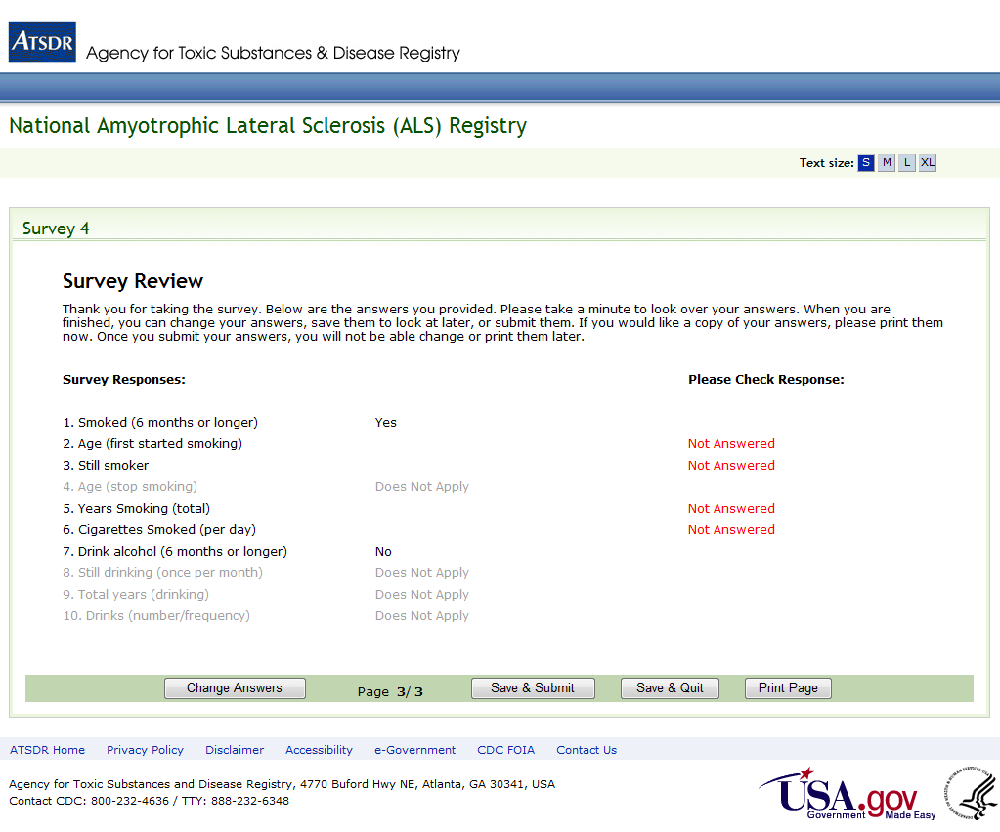 ATSDR
Agency for Toxic Substances & Disease Registry
National Amyotrophic Lateral Sclerosis (ALS) Registry
Text size: S M L XL
Survey 4
Survey Review
Thank you for taking the survey. Below are the answers you provided. Please take a minute to look over your answers. When you are
finished, you can change your answers, save them to look at later, or submit them. If you would like a copy of your answers, please print them
now. Once you submit your answers, you will not be able change or print them later.
Survey Responses: Please Check Response:
1. Smoked (6 months or longer) Yes
2. Age (first started smoking) Not Answered
3. Still smoker Not Answered
4. Age (stop smoking) Does Not Apply
5. Years Smoking (total) Not Answered
6. Cigarettes Smoked (per day) Not Answered
7. Drink alcohol (6 months or longer) No
8. Still drinking (once per month) Does Not Apply
9. Total years (drinking) Does Not Apply
10. Drinks (number/frequency) Does Not Apply
Change Answers Page 3/ 3 Save & Submit Save & Quit Print Page
ATSDR Home Privacy Policy Disclaimer Accessibility e-Government CDC FOIA Contact Us
Agency for Toxic Substances and Disease Registry, 4770 Buford Hwy NE, Atlanta, GA 30341, USA
Contact CDC: 800-232-4636 / TTY: 888-232-6348
USA.gov
Government Made Easy